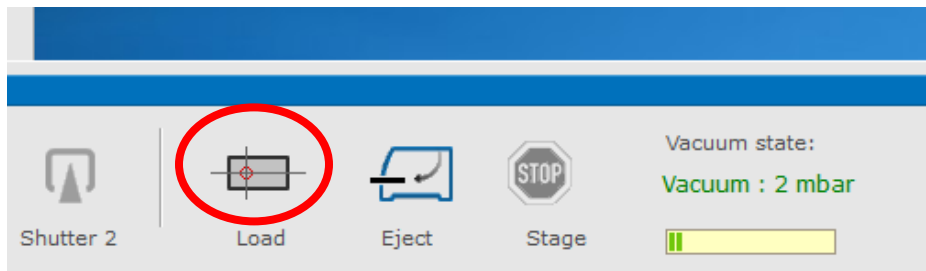 STOP
Vacuum state:
Vacuum : 2 mbar
Shutter 2
Load
Eject
Stage